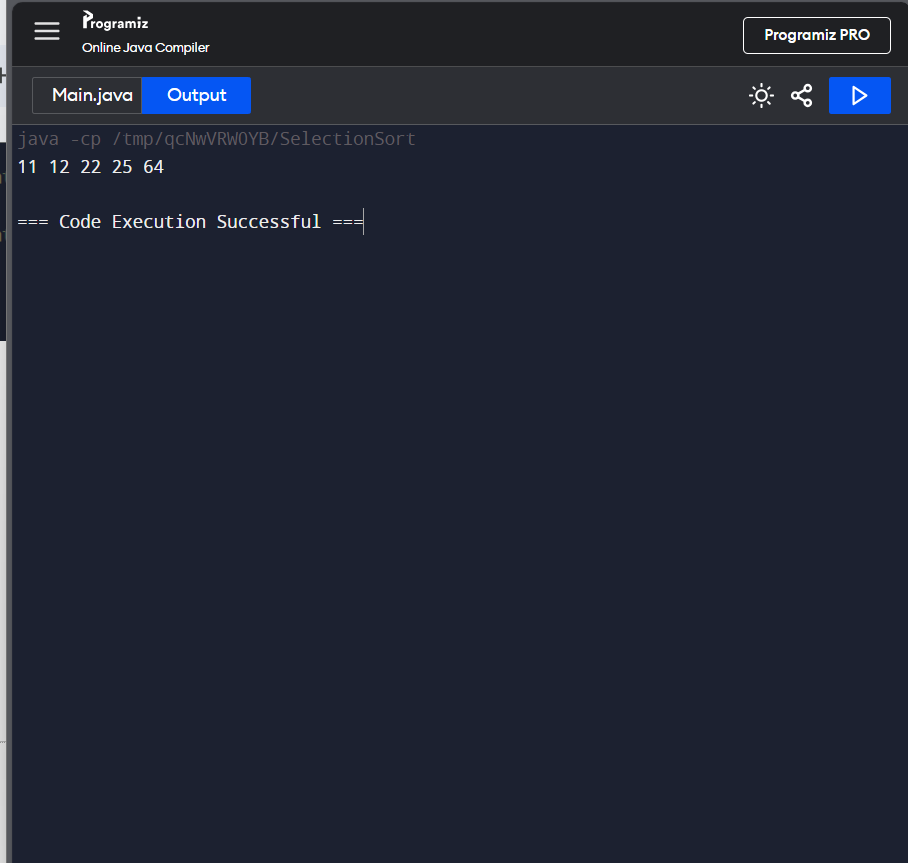 Programiz
Online Java Compiler
Programiz PRO
Main.java
Output
java -cp /tmp/qcNwVRWOYB/SelectionSort
11 12 22 25 64
=== Code Execution Successful ===